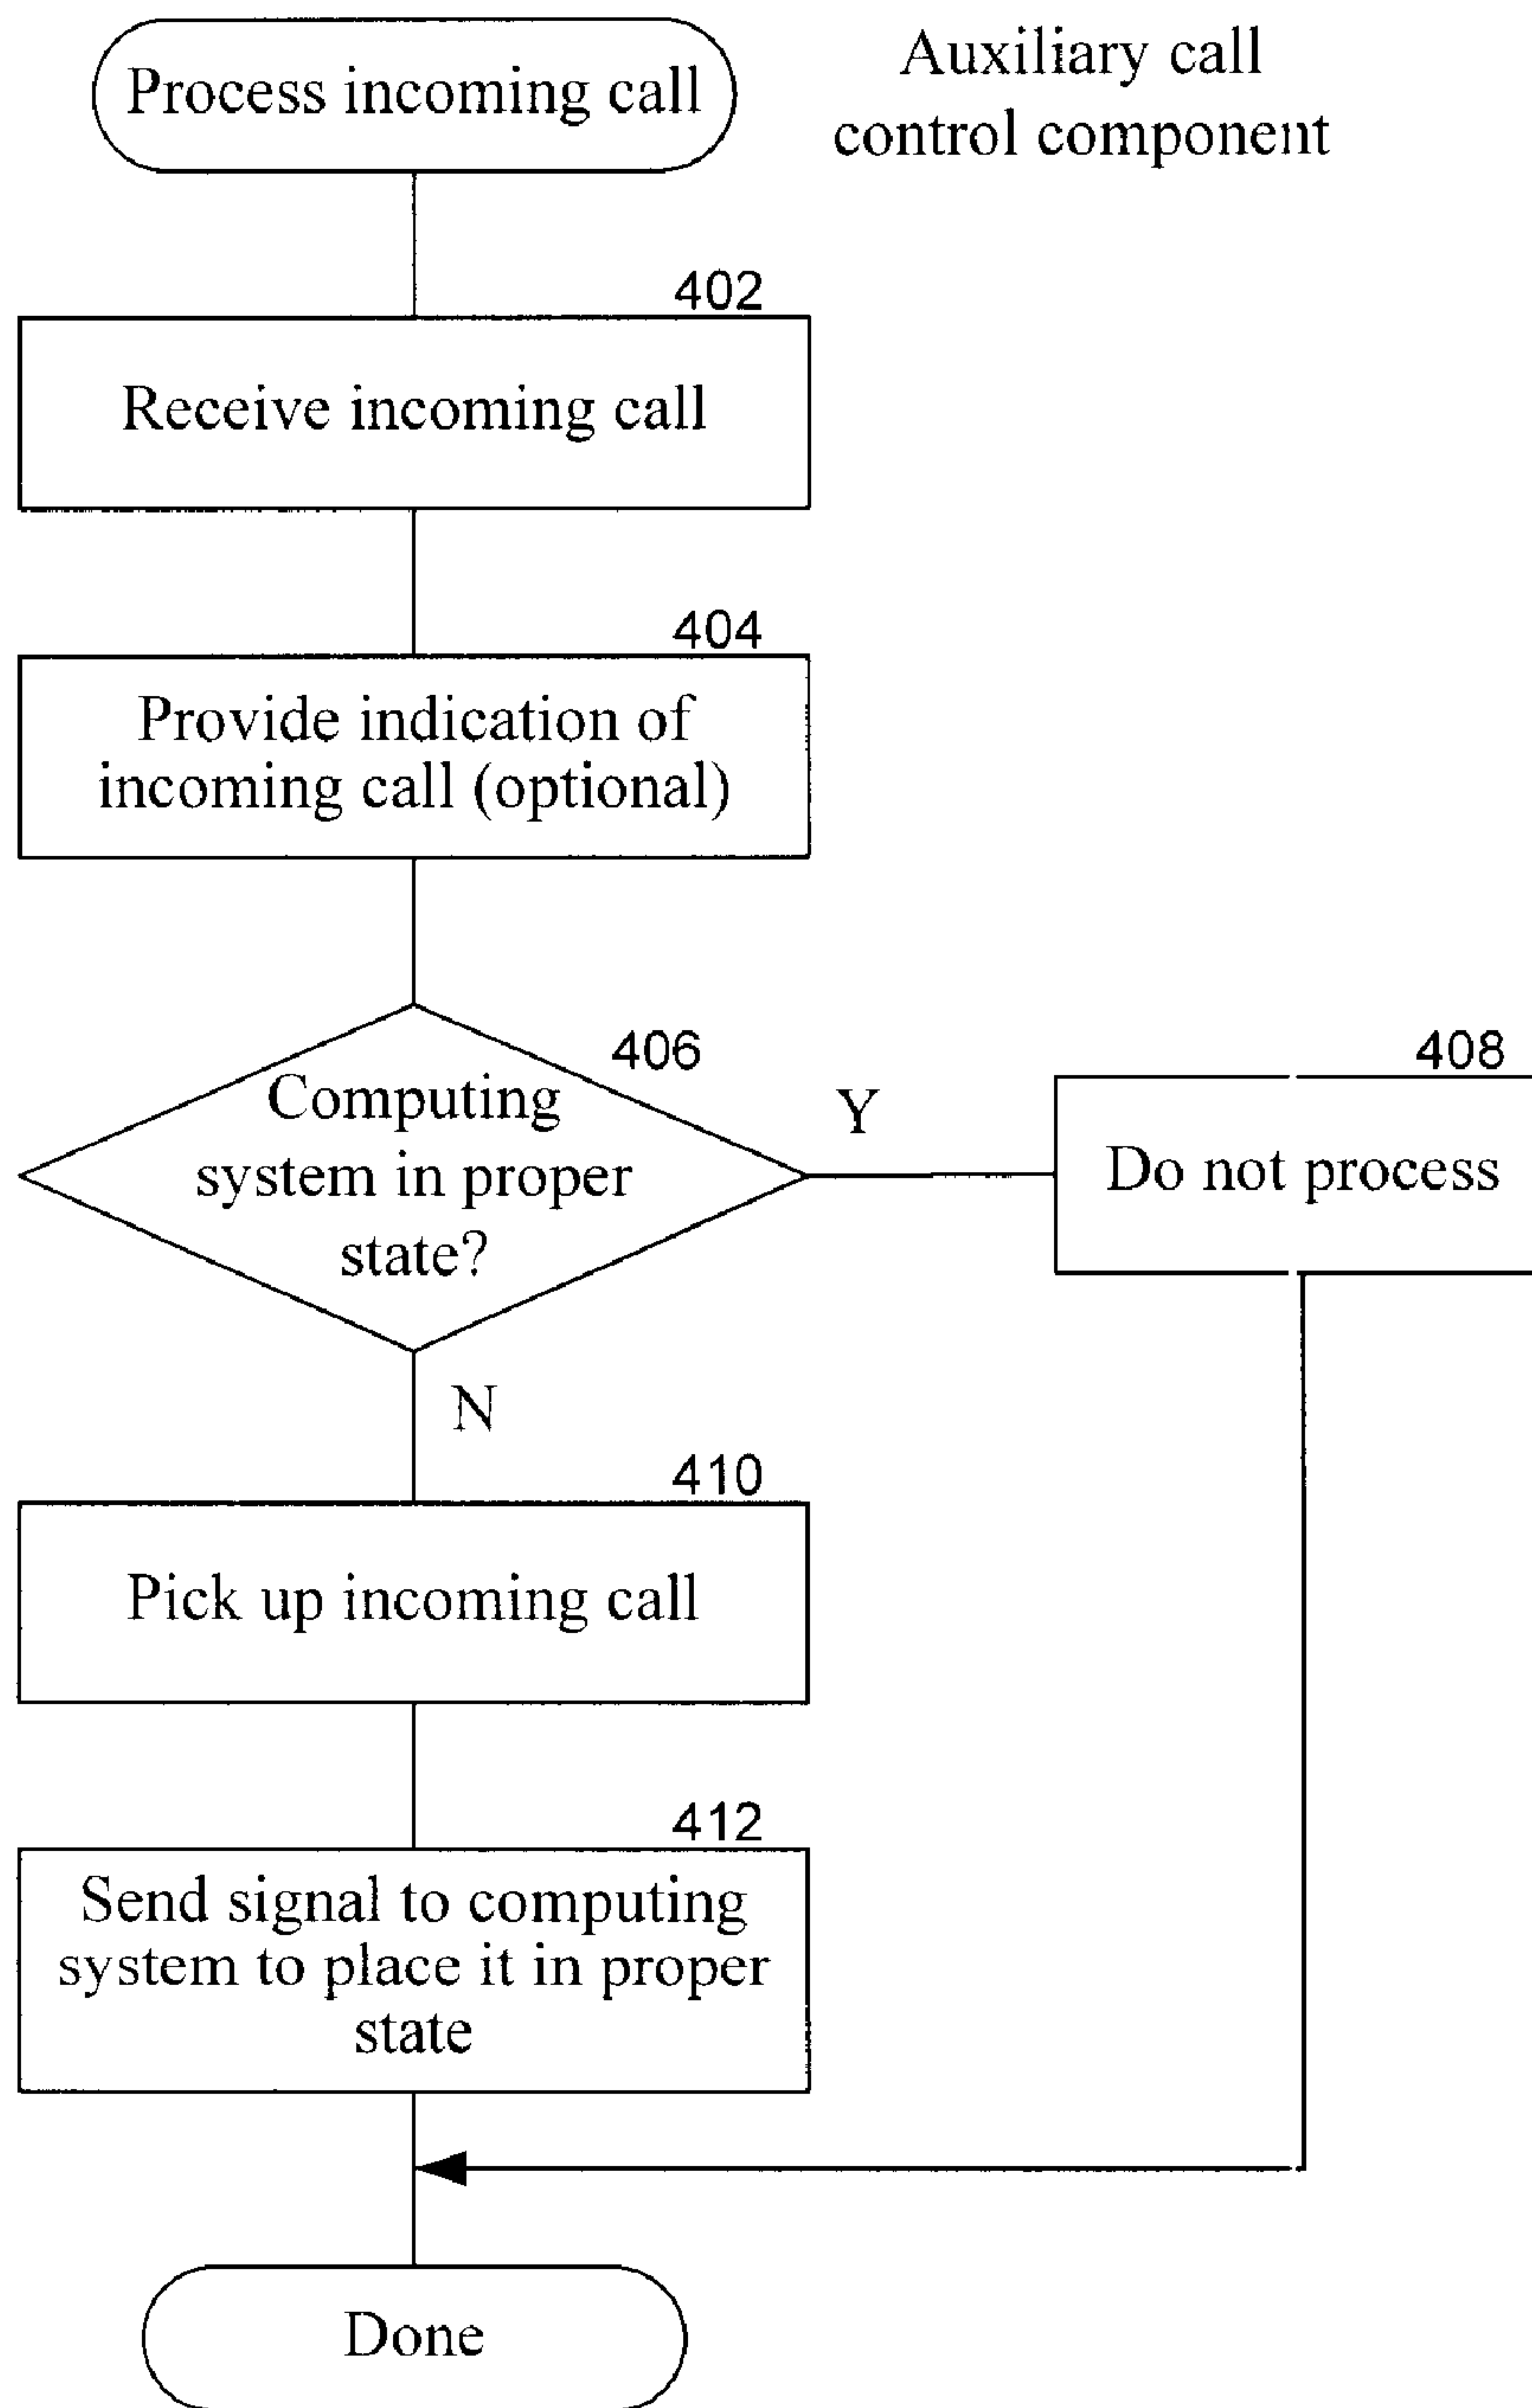 Process incoming call
Auxiliary call
control component
402
Receive incoming call
404
Provide indication of
incoming call (optional)
406
Computing
system in proper
state?
Y
408
Do not process
N
410
Pick up incoming call
412
Send signal to computing
system to place it in proper
state
Done